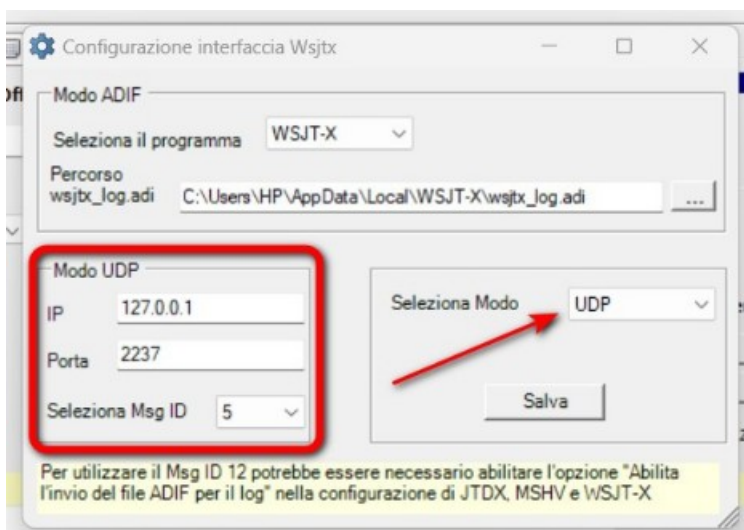 Configurazione interfaccia Wsjtx
Modo ADIF
Seleziona il programma
WSJT-X
Percorso
wsjtx_log.adi
C:\Users\HP\AppData\Local\WSJT-X\wsjtx_log.adi
...
Modo UDP
IP
127.0.0.1
Porta
2237
Seleziona Msg ID
5
Seleziona Modo
UDP
Salva
Per utilizzare il Msg ID 12 potrebbe essere necessario abilitare l'opzione "Abilita
l'invio del file ADIF per il log" nella configurazione di JTDX, MSHV e WSJT-X